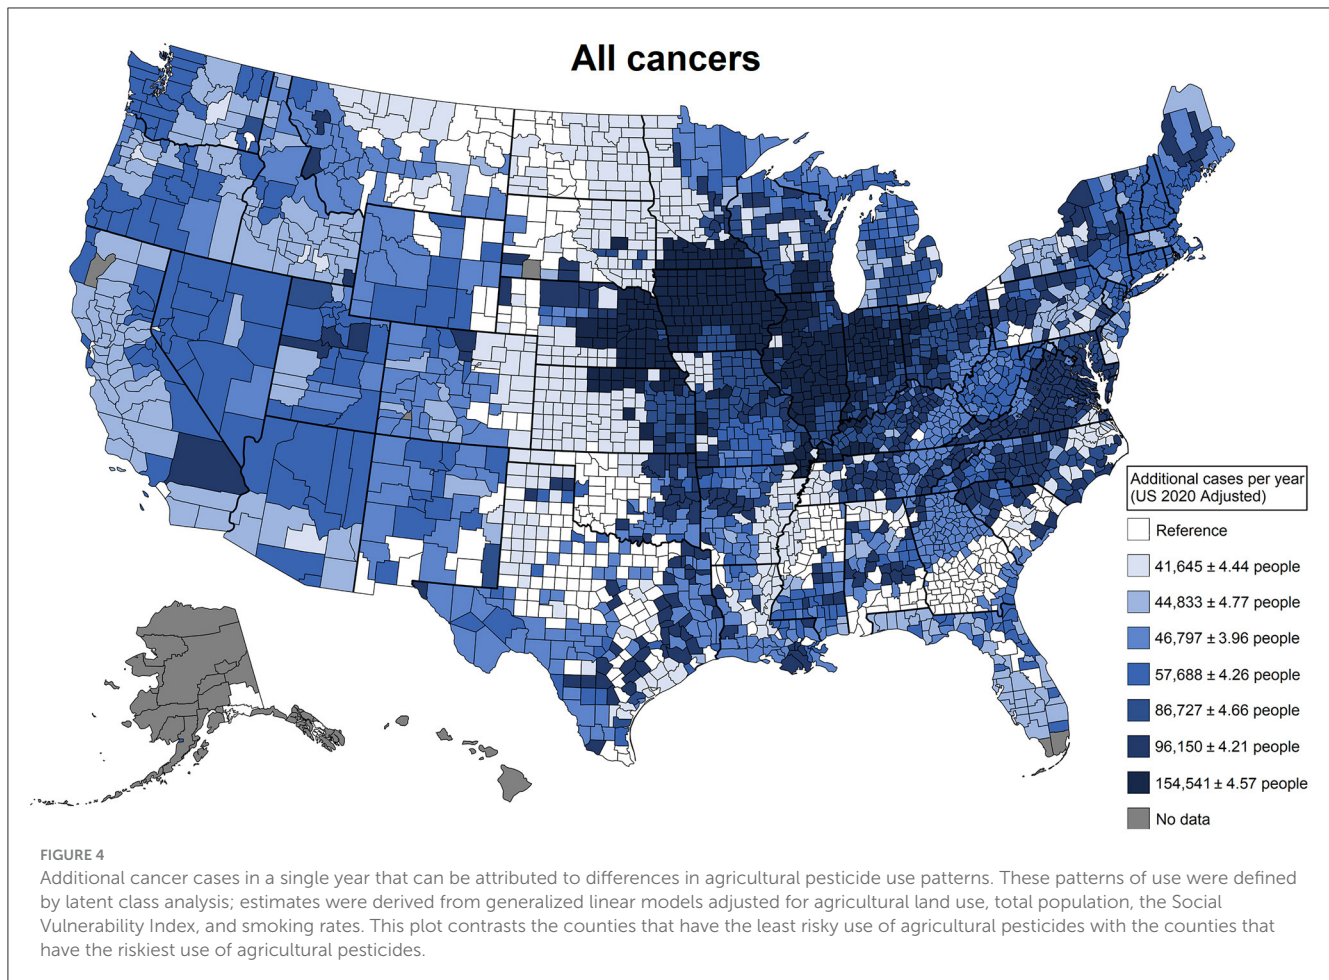 All cancers
Additional cases per year
(US 2020 Adjusted)
Reference
41,645 ± 4.44 people
44,833 ± 4.77 people
46,797 ± 3.96 people
57,688 ± 4.26 people
86,727 ± 4.66 people
96,150 ± 4.21 people
154,541 ± 4.57 people
No data
FIGURE 4
Additional cancer cases in a single year that can be attributed to differences in agricultural pesticide use patterns. These patterns of use were defined
by latent class analysis; estimates were derived from generalized linear models adjusted for agricultural land use, total population, the Social
Vulnerability Index, and smoking rates. This plot contrasts the counties that have the least risky use of agricultural pesticides with the counties that
have the riskiest use of agricultural pesticides.